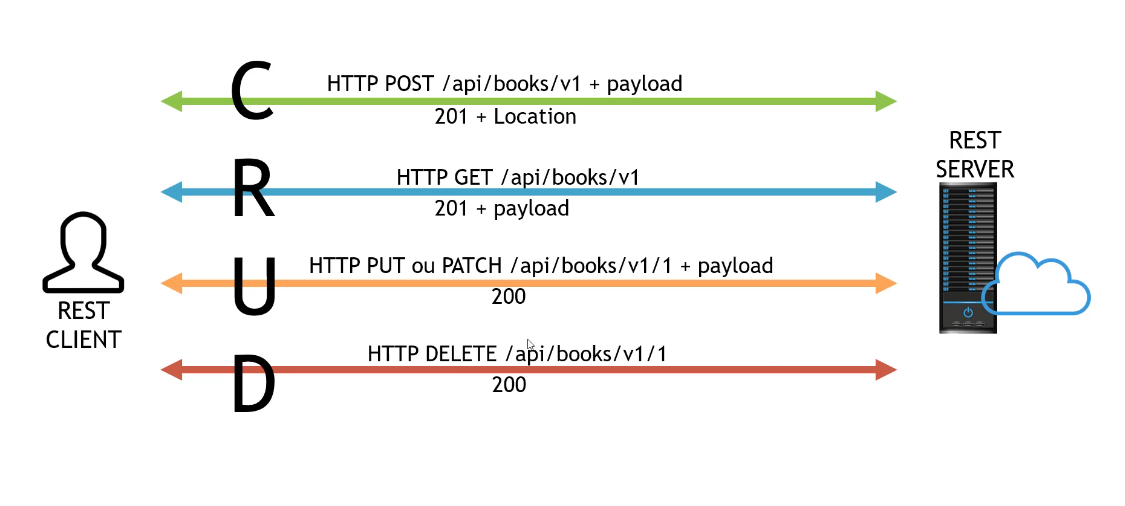 C
HTTP POST /api/books/v1 + payload
201 + Location
R
HTTP GET /api/books/v1
201 + payload
U
HTTP PUT ou PATCH /api/books/v1/1 + payload
200
D
HTTP DELETE /api/books/v1/1
200
REST
CLIENT
REST
SERVER